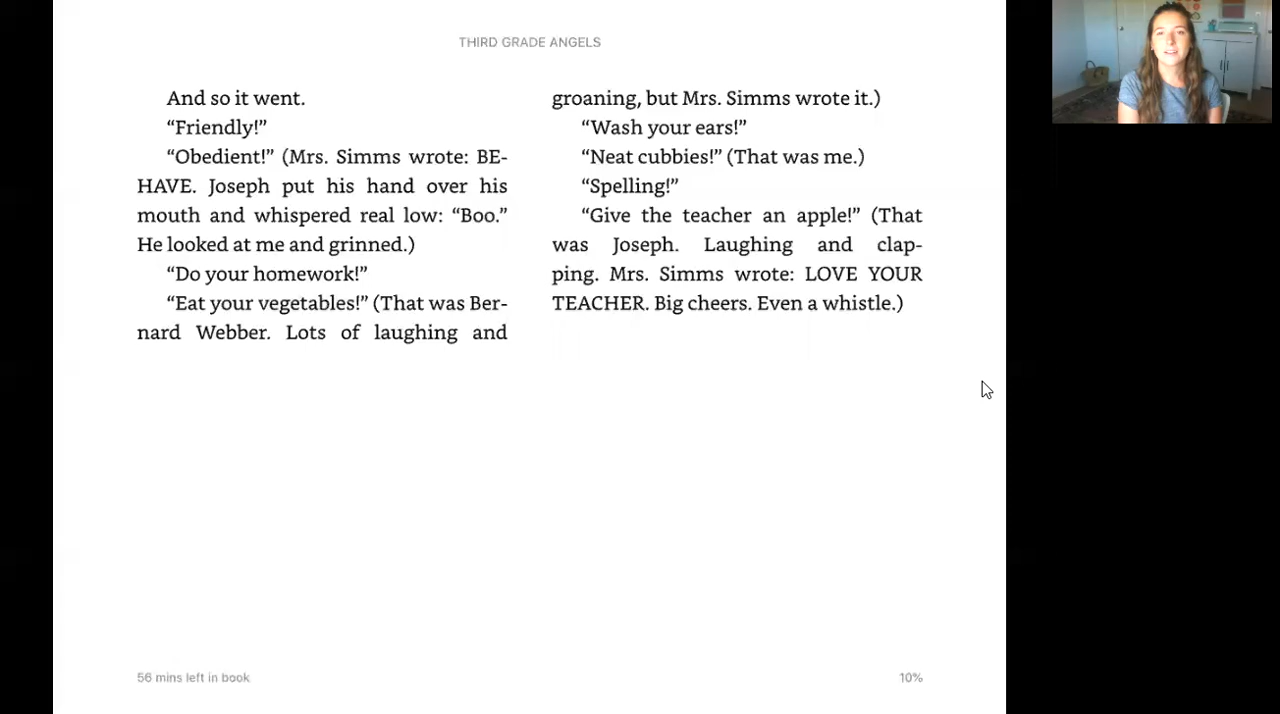 THIRD GRADE ANGELS
And so it went.
“Friendly!”
“Obedient!” (Mrs. Simms wrote: BE-
HAVE. Joseph put his hand over his
mouth and whispered real low: “Boo.”
He looked at me and grinned.)
“Do your homework!”
“Eat your vegetables!” (That was Ber-
nard Webber. Lots of laughing and
groaning, but Mrs. Simms wrote it.)
“Wash your ears!”
“Neat cubbies!” (That was me.)
“Spelling!”
“Give the teacher an apple!” (That
was Joseph. Laughing and clap-
ping. Mrs. Simms wrote: LOVE YOUR
TEACHER. Big cheers. Even a whistle.)
56 mins left in book
10%